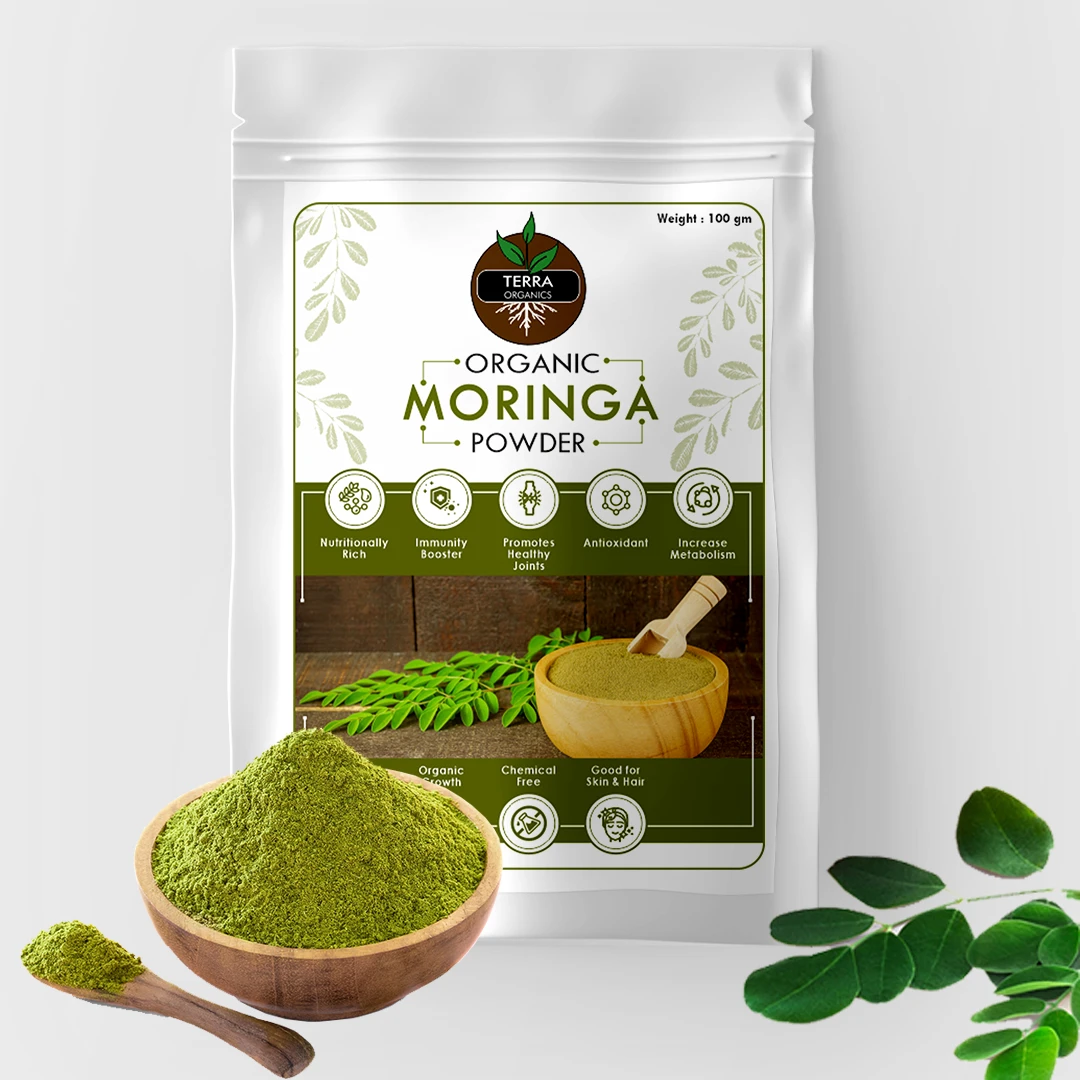 Weight : 100 gm
TERRA
ORGANICS
ORGANIC
MORINGA
POWDER
Nutritionally
Rich
Immunity
Booster
Promotes
Healthy
Joints
Antioxidant
Increase
Metabolism
Organic
Chemical
Free
Good for
Skin & Hair